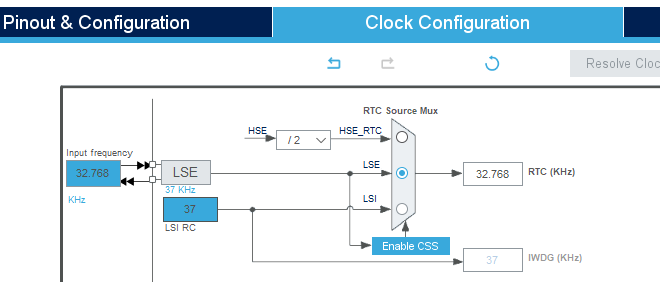 Pinout & Configuration
Clock Configuration
Resolve Cloc
RTC Source Mux
HSE
/ 2
HSE_RTC
Input frequency
32.768
LSE
LSE
32.768
RTC (KHz)
KHz
37 KHz
37
LSI
LSI RC
Enable CSS
37
IWDG (KHz)